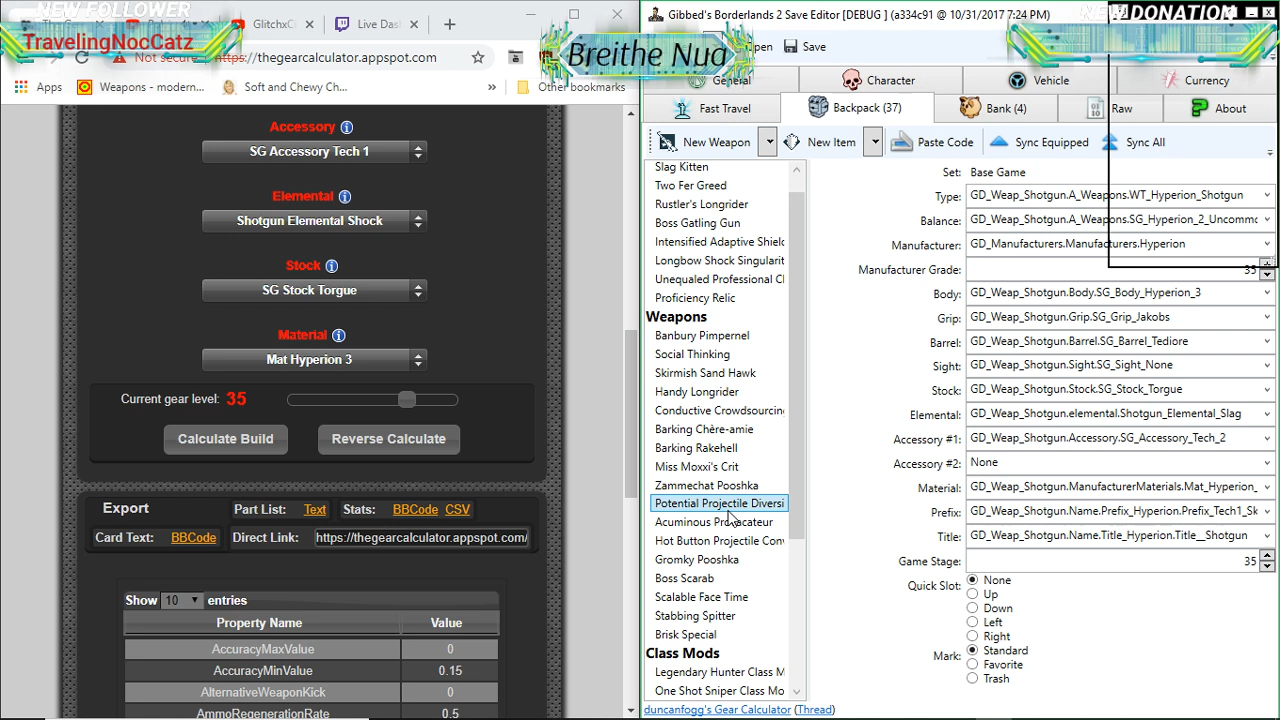 NEW FOLLOWER
TravelingNocCatz
GlitchxC
Live Das
Not secure
https://thegearcalculator.appspot.com
Apps
Weapons - modern...
Soft and Chewy Ch...
»
Other bookmarks
Breithe Nua
Accessory
SG Accessory Tech 1
Elemental
Shotgun Elemental Shock
Stock
SG Stock Torgue
Material
Mat Hyperion 3
Current gear level: 35
Calculate Build
Reverse Calculate
Export
Part List: Text
Stats: BBCode CSV
Card Text: BBCode
Direct Link: https://thegearcalcuator.appspot.com/
Show 10 entries
Property Name Value
AccuracyMaxValue 0
AccuracyMinValue 0.15
AlternativeWeaponKick 0
AmmoRegenerationRate 0.5
Gibbed's Borderlands 2 Save Editor [DEBUG ] (e334c91 @ 10/31/2017 7:24 PM)
NEW DONATION
Open Save
General Character Vehicle Currency
Fast Travel Backpack (37) Bank (4) Raw About
New Weapon New Item Paste Code Sync Equipped Sync All
Slag Kitten
Two Fer Greed
Rustler's Longrider
Boss Gatling Gun
Intensified Adaptive Sh
Longbow Shock Singulari
Unequaled Professional Cl
Proficiency Relic
Weapons
Banbury Pimpernel
Social Thinking
Skirmish Sand Hawk
Handy Longrider
Conductive Crowdsourcing
Barking Chère-amie
Barking Rakehell
Miss Moxxi's Crit
Zammechat Pooshka
Potential Projectile Diversi
Acuminous Provacateur
Hot Button Projectile Con
Gromky Pooshka
Boss Scarab
Scalable Face Time
Stabbing Spitter
Brisk Special
Class Mods
Legendary Hunter Class M
One Shot Sniper Class M
duncanfogg's Gear Calculator (Thread)
Set: Base Game
Type: GD_Weap_Shotgun.A_Weapons.WT_Hyperion_Shotgun
Balance: GD_Weap_Shotgun.A_Weapons.SG_Hyperion_2_Uncommo
Manufacturer: GD_Manufacturers.Manufacturers.Hyperion
Manufacturer Grade: 35
Body: GD_Weap_Shotgun.Body.SG_Body_Hyperion_3
Grip: GD_Weap_Shotgun.Grip.SG_Grip_Jakobs
Barrel: GD_Weap_Shotgun.Barrel.SG_Barrel_Tediore
Sight: GD_Weap_Shotgun.Sight.SG_Sight_None
Stock: GD_Weap_Shotgun.Stock.SG_Stock_Torgue
Elemental: GD_Weap_Shotgun.elemental.Shotgun_Elemental_Slag
Accessory #1: GD_Weap_Shotgun.Accessory.SG_Accessory_Tech_2
Accessory #2: None
Material: GD_Weap_Shotgun.ManufacturerMaterials.Mat_Hyperion_
Prefix: GD_Weap_Shotgun.Name.Prefix_Hyperion.Prefix_Tech1_Sk
Title: GD_Weap_Shotgun.Name.Title_Hyperion.Title__Shotgun
Game Stage: 35
Quick Slot: None
Up
Down
Left
Right
Mark: Standard
Favorite
Trash